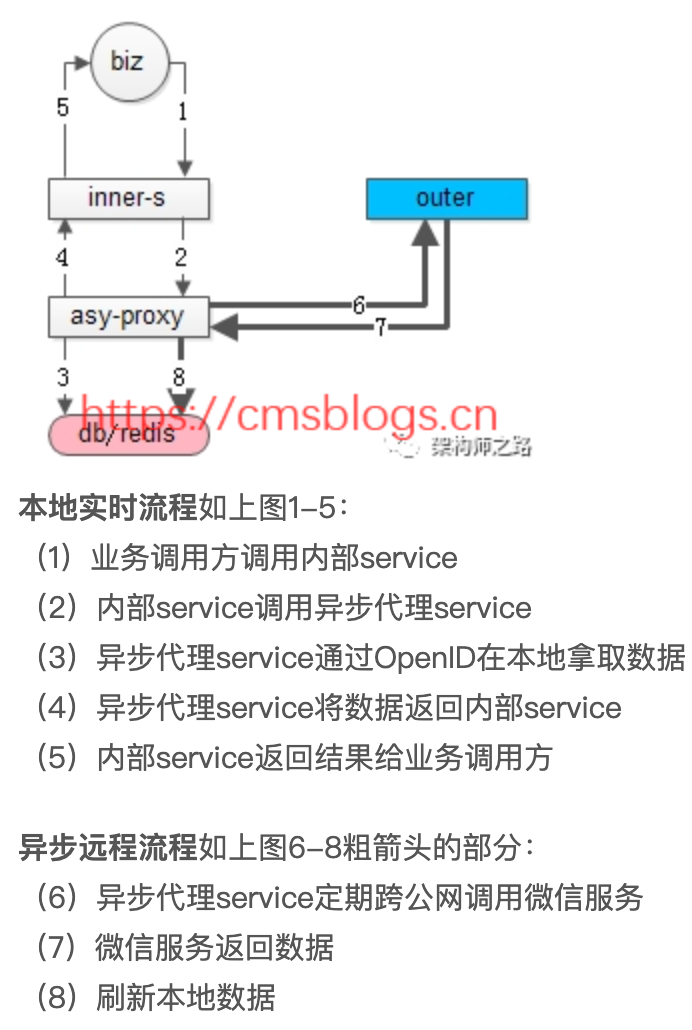 biz
5
1
inner-s
outer
4
2
asy-proxy
6
7
3
8
https://cmsblogs.cn
db/redis
架构师之路
本地实时流程如上图1-5：
（1）业务调用方调用内部service
（2）内部service调用异步代理service
（3）异步代理service通过OpenID在本地拿取数据
（4）异步代理service将数据返回内部service
（5）内部service返回结果给业务调用方
异步远程流程如上图6-8粗箭头的部分：
（6）异步代理service定期跨公网调用微信服务
（7）微信服务返回数据
（8）刷新本地数据